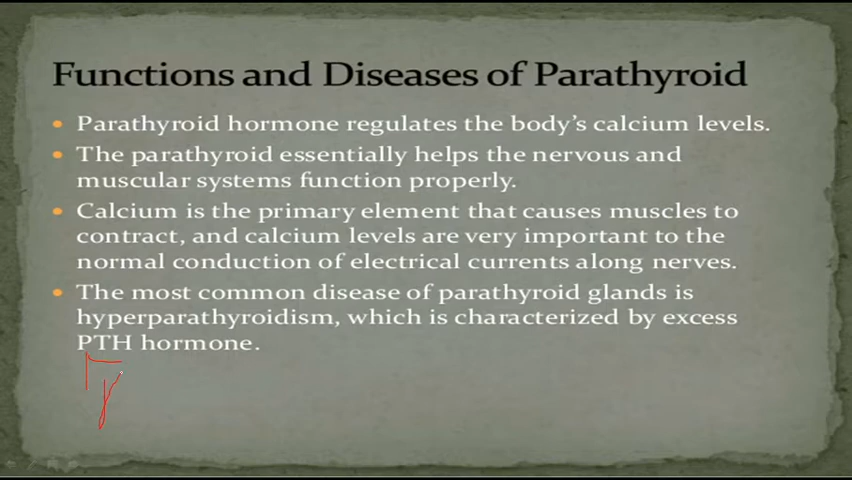 Functions and Diseases of Parathyroid
• Parathyroid hormone regulates the body's calcium levels.
• The parathyroid essentially helps the nervous and
muscular systems function properly.
• Calcium is the primary element that causes muscles to
contract, and calcium levels are very important to the
normal conduction of electrical currents along nerves.
• The most common disease of parathyroid glands is
hyperparathyroidism, which is characterized by excess
PTH hormone.